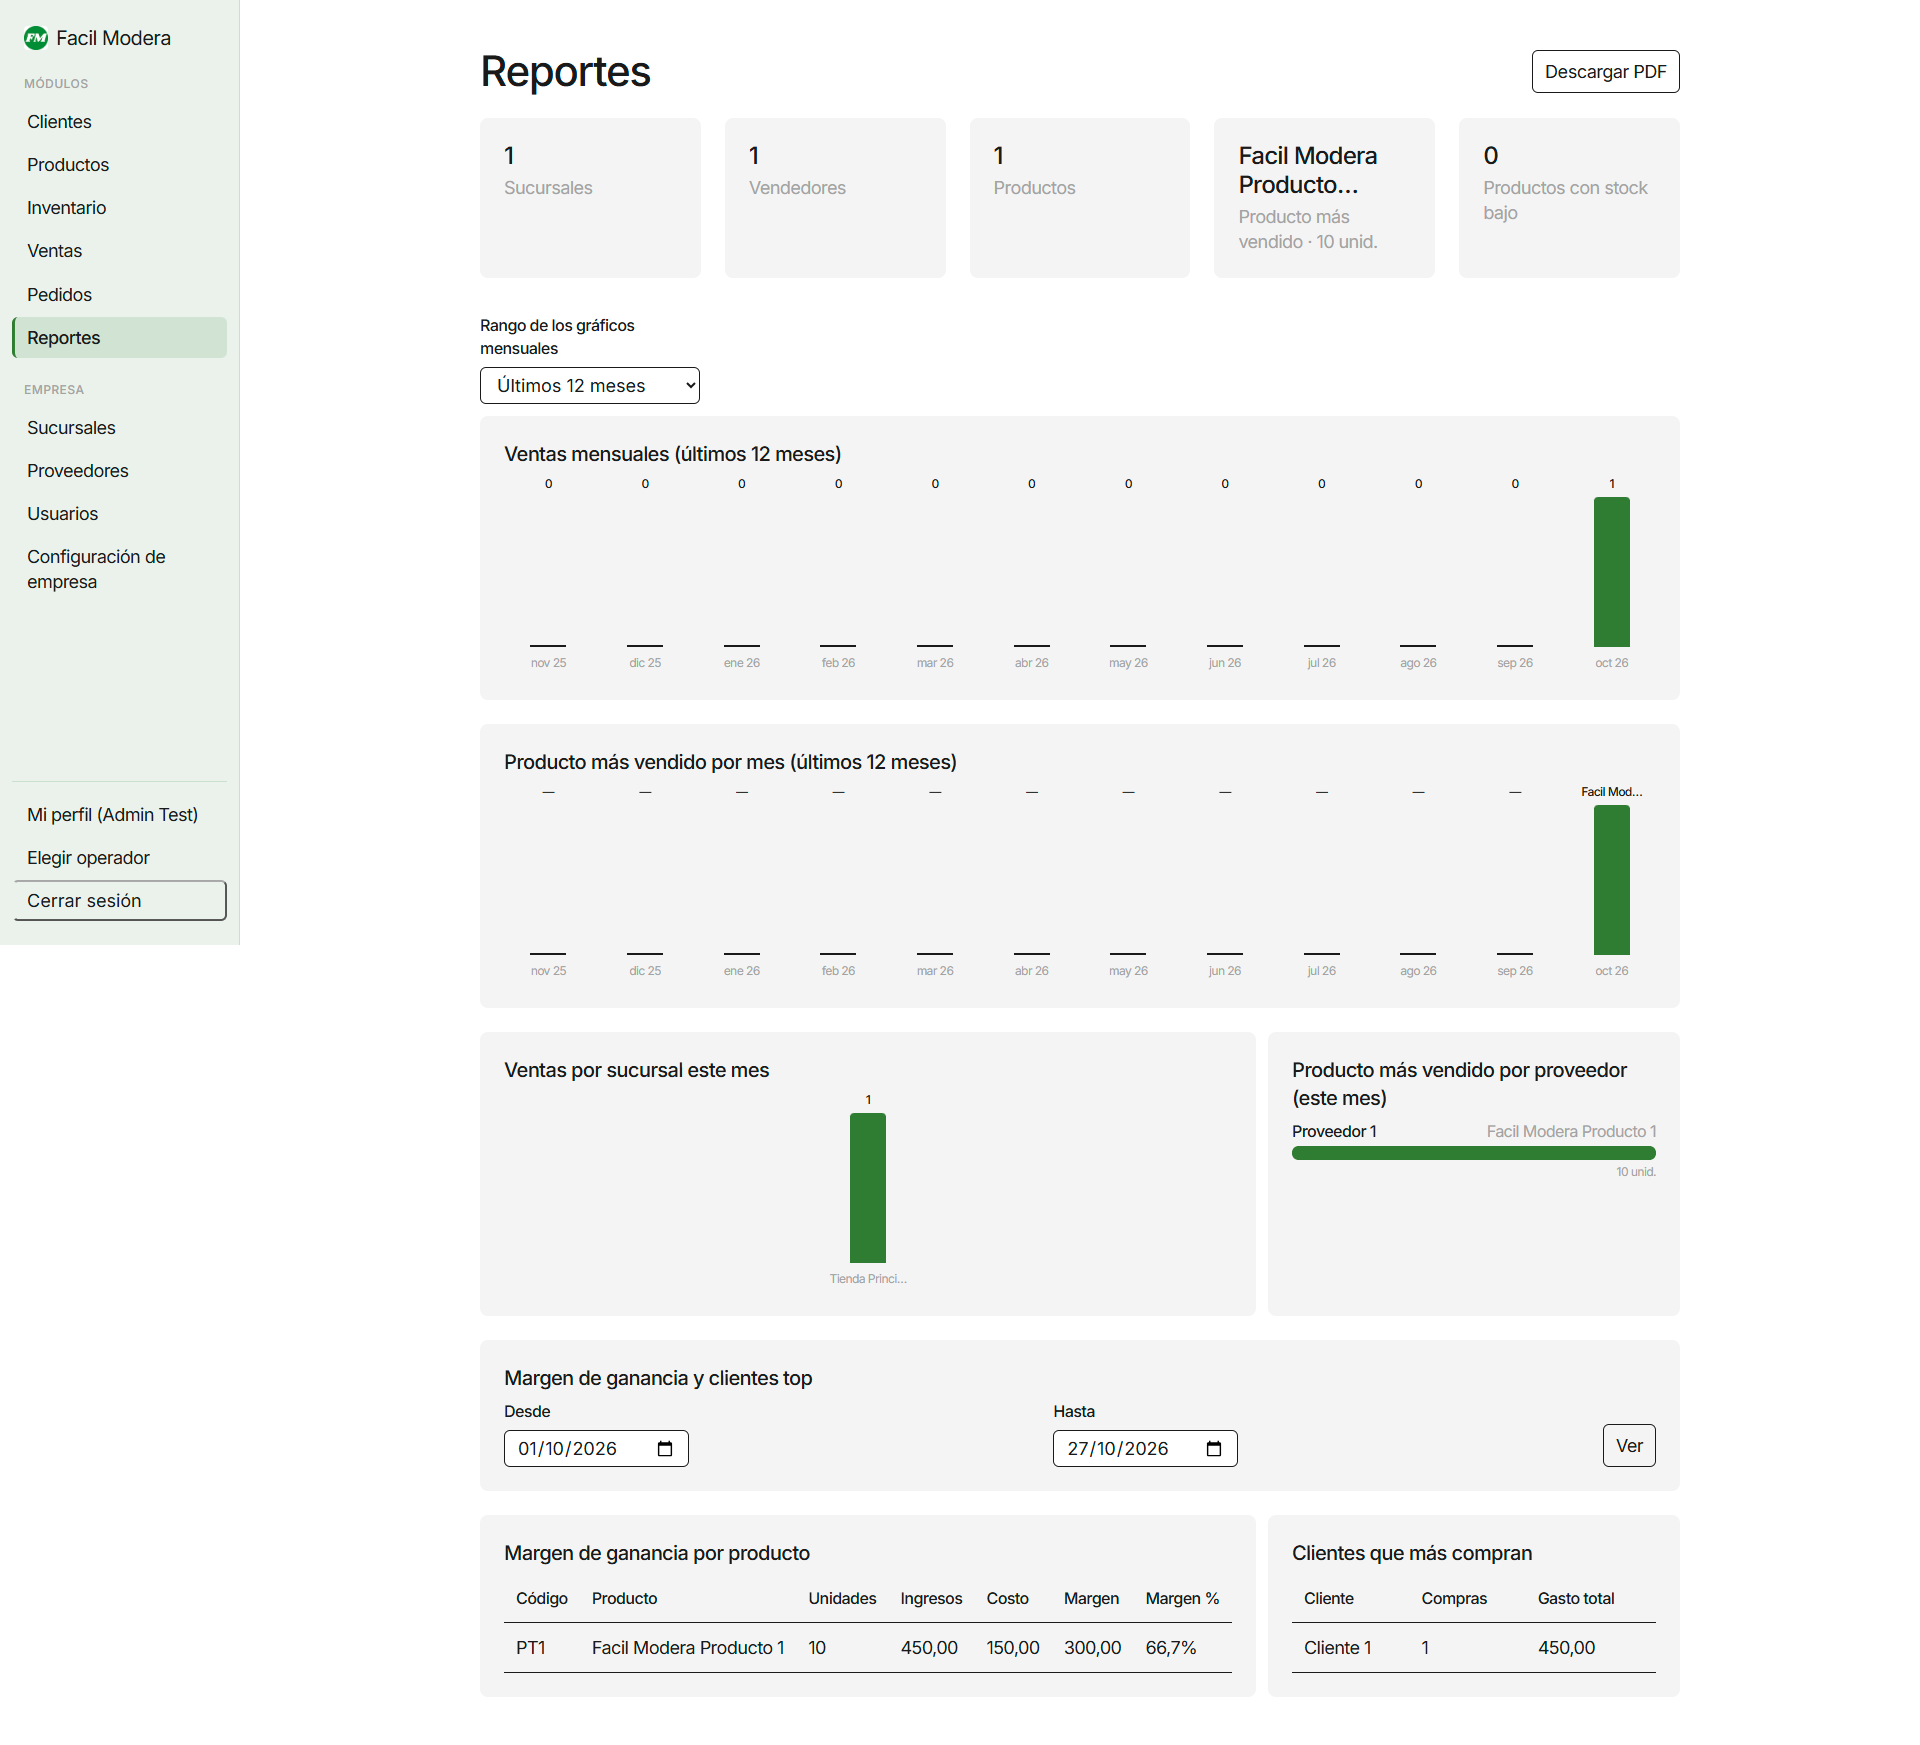 FM Facil Modera
MÓDULOS
Clientes
Productos
Inventario
Ventas
Pedidos
Reportes
EMPRESA
Sucursales
Proveedores
Usuarios
Configuración de
empresa
Mi perfil (Admin Test)
Elegir operador
Cerrar sesión
Reportes
Descargar PDF
1
Sucursales
1
Vendedores
1
Productos
Facil Modera
Producto...
Producto más
vendido · 10 unid.
0
Productos con stock
bajo
Rango de los gráficos
mensuales
Últimos 12 meses
Ventas mensuales (últimos 12 meses)
0 0 0 0 0 0 0 0 0 0 0 1
nov 25 dic 25 ene 26 feb 26 mar 26 abr 26 may 26 jun 26 jul 26 ago 26 sep 26 oct 26
Producto más vendido por mes (últimos 12 meses)
— — — — — — — — — — — Facil Mod...
nov 25 dic 25 ene 26 feb 26 mar 26 abr 26 may 26 jun 26 jul 26 ago 26 sep 26 oct 26
Ventas por sucursal este mes
1
Tienda Princi...
Producto más vendido por proveedor
(este mes)
Proveedor 1 Facil Modera Producto 1
10 unid.
Margen de ganancia y clientes top
Desde Hasta
01/10/2026 27/10/2026 Ver
Margen de ganancia por producto
Código Producto Unidades Ingresos Costo Margen Margen %
PT1 Facil Modera Producto 1 10 450,00 150,00 300,00 66,7%
Clientes que más compran
Cliente Compras Gasto total
Cliente 1 1 450,00